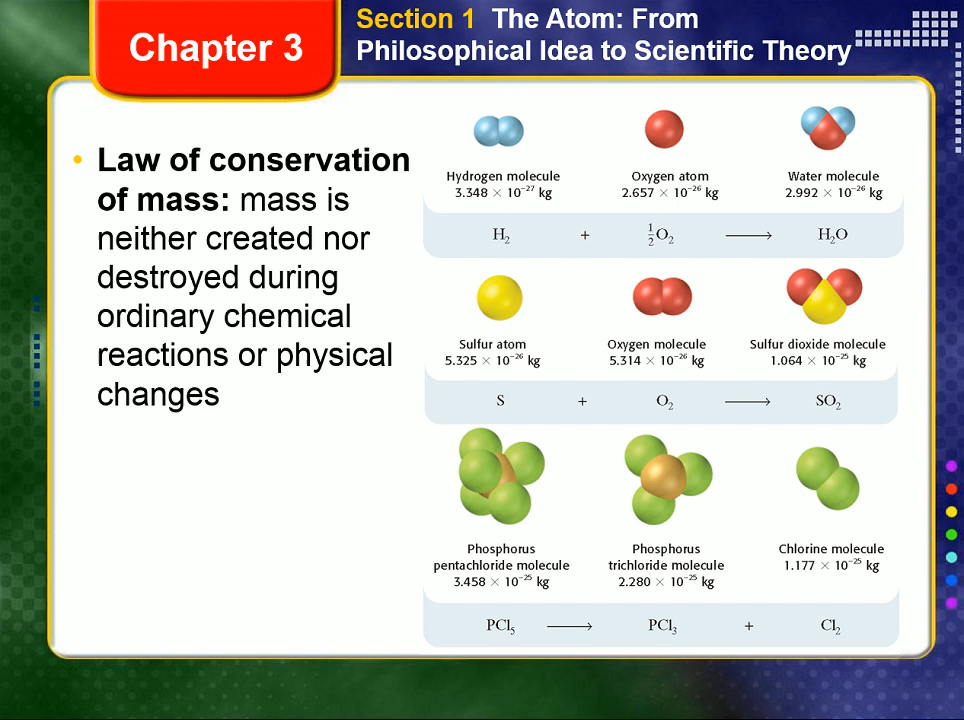 Chapter 3
Section 1 The Atom: From
Philosophical Idea to Scientific Theory
• Law of conservation
of mass: mass is
neither created nor
destroyed during
ordinary chemical
reactions or physical
changes
Hydrogen molecule
3.348 × 10⁻²⁷ kg
Oxygen atom
2.657 × 10⁻²⁶ kg
Water molecule
2.992 × 10⁻²⁶ kg
H₂ + ½O₂ ⟶ H₂O
Sulfur atom
5.325 × 10⁻²⁶ kg
Oxygen molecule
5.314 × 10⁻²⁶ kg
Sulfur dioxide molecule
1.064 × 10⁻²⁵ kg
S + O₂ ⟶ SO₂
Phosphorus
pentachloride molecule
3.458 × 10⁻²⁵ kg
Phosphorus
trichloride molecule
2.280 × 10⁻²⁵ kg
Chlorine molecule
1.177 × 10⁻²⁵ kg
PCl₅ ⟶ PCl₃ + Cl₂